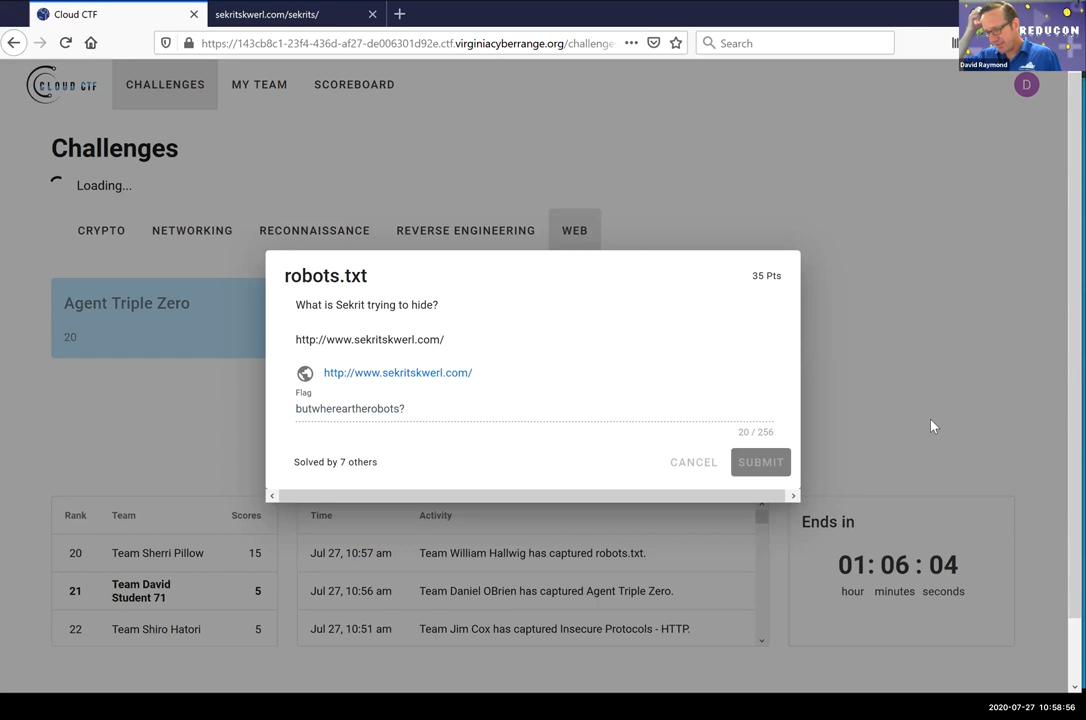 Cloud CTF
sekritskwerl.com/sekrits/
https://143cb8c1-23f4-436d-af27-de006301d92e.ctf.virginiacyberrange.org/challenge
Search
REDUCON
David Raymond
CLOUD CTF
CHALLENGES
MY TEAM
SCOREBOARD
D
Challenges
Loading...
CRYPTO
NETWORKING
RECONNAISSANCE
REVERSE ENGINEERING
WEB
Agent Triple Zero
20
robots.txt
35 Pts
What is Sekrit trying to hide?
http://www.sekritskwerl.com/
http://www.sekritskwerl.com/
Flag
butwhereartherobots?
20 / 256
Solved by 7 others
CANCEL
SUBMIT
Rank Team Scores
20 Team Sherri Pillow 15
21 Team David Student 71 5
22 Team Shiro Hatori 5
Time Activity
Jul 27, 10:57 am Team William Hallwig has captured robots.txt.
Jul 27, 10:56 am Team Daniel OBrien has captured Agent Triple Zero.
Jul 27, 10:51 am Team Jim Cox has captured Insecure Protocols - HTTP.
Ends in
01: 06 : 04
hour minutes seconds
2020-07-27 10:58:56